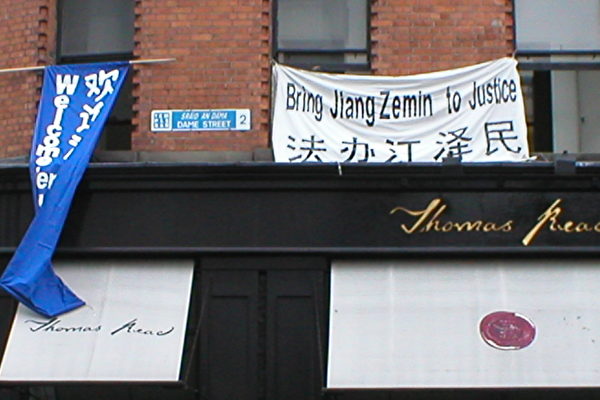 Welcome
欢迎
SRÁID AN DAMA
DAME STREET 2
Bring Jiang Zemin to Justice
法办江泽民
Thomas Read
Thomas Read